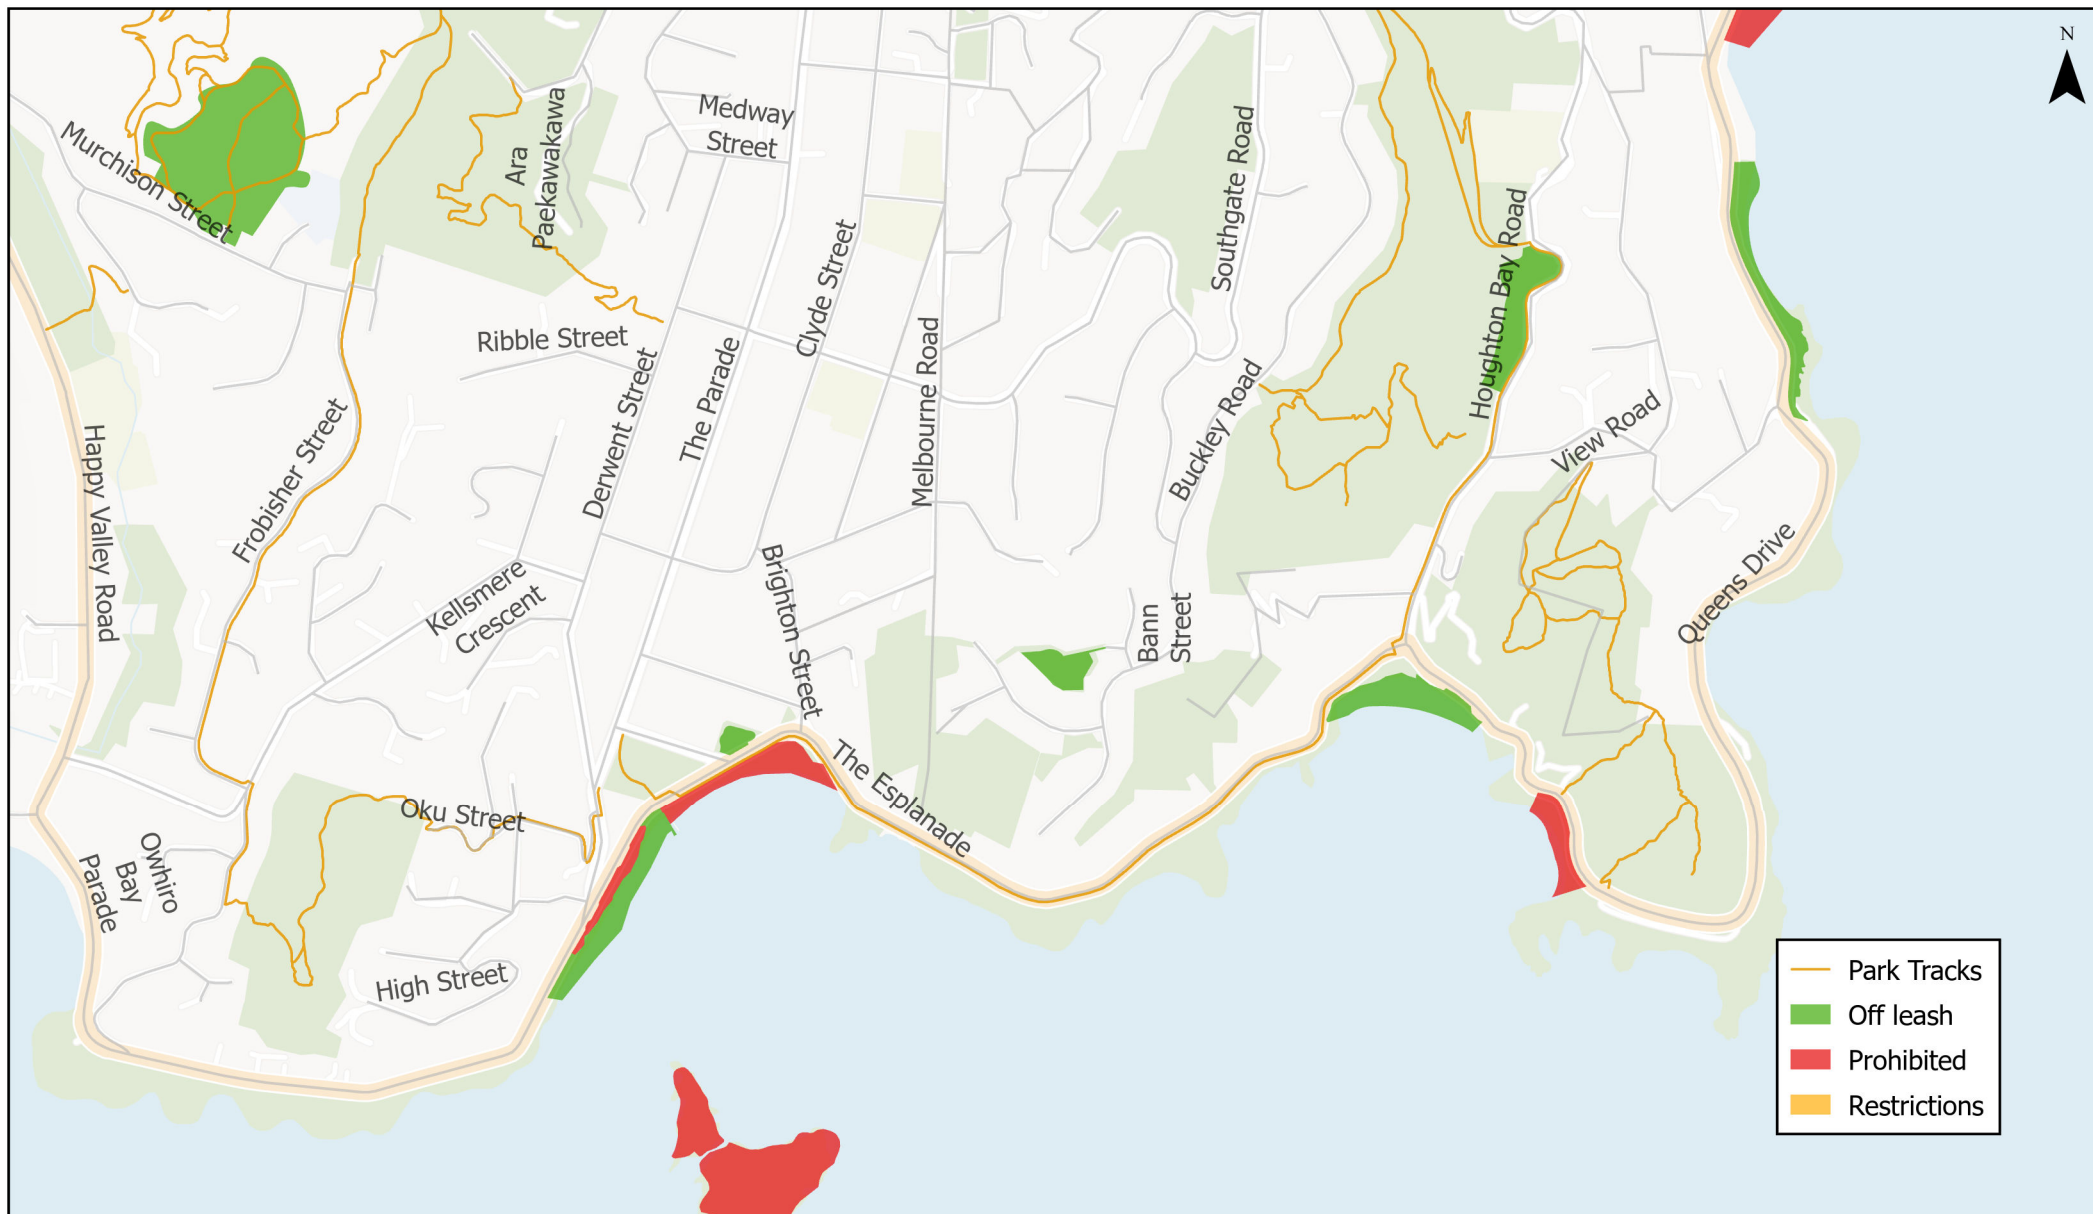 N
Medway
Street
Murchison Street
Ara
Paekawakawa
Southgate Road
Houghton Bay Road
Clyde Street
Ribble Street
The Parade
Derwent Street
Melbourne Road
Buckley Road
View Road
Frobisher Street
Happy Valley Road
Queens Drive
Kellsmere
Crescent
Brighton Street
Bann
Street
The Esplanade
Oku Street
Owhiro
Bay
Parade
High Street
Park Tracks
Off leash
Prohibited
Restrictions